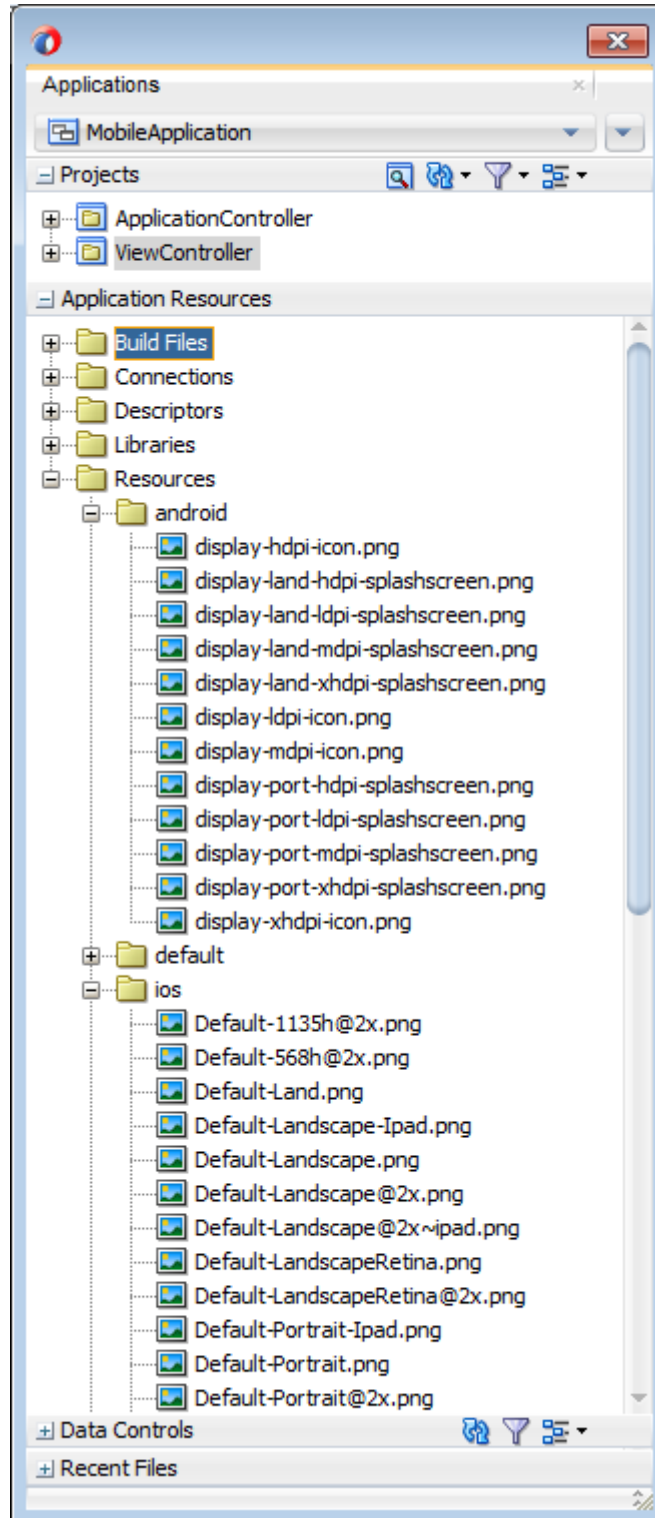 Applications
MobileApplication
Projects
ApplicationController
ViewController
Application Resources
Build Files
Connections
Descriptors
Libraries
Resources
android
display-hdpi-icon.png
display-land-hdpi-splashscreen.png
display-land-ldpi-splashscreen.png
display-land-mdpi-splashscreen.png
display-land-xhdpi-splashscreen.png
display-ldpi-icon.png
display-mdpi-icon.png
display-port-hdpi-splashscreen.png
display-port-ldpi-splashscreen.png
display-port-mdpi-splashscreen.png
display-port-xhdpi-splashscreen.png
display-xhdpi-icon.png
default
ios
Default-1135h@2x.png
Default-568h@2x.png
Default-Land.png
Default-Landscape-Ipad.png
Default-Landscape.png
Default-Landscape@2x.png
Default-Landscape@2x~ipad.png
Default-LandscapeRetina.png
Default-LandscapeRetina@2x.png
Default-Portrait-Ipad.png
Default-Portrait.png
Default-Portrait@2x.png
Data Controls
Recent Files